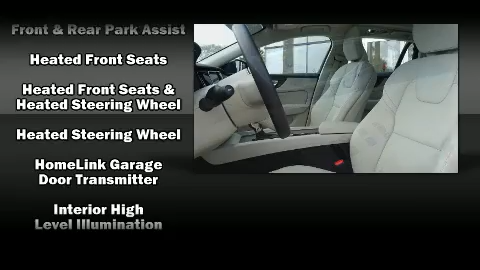 Front & Rear Park Assist
Heated Front Seats
Heated Front Seats &
Heated Steering Wheel
Heated Steering Wheel
HomeLink Garage
Door Transmitter
Interior High
Level Illumination